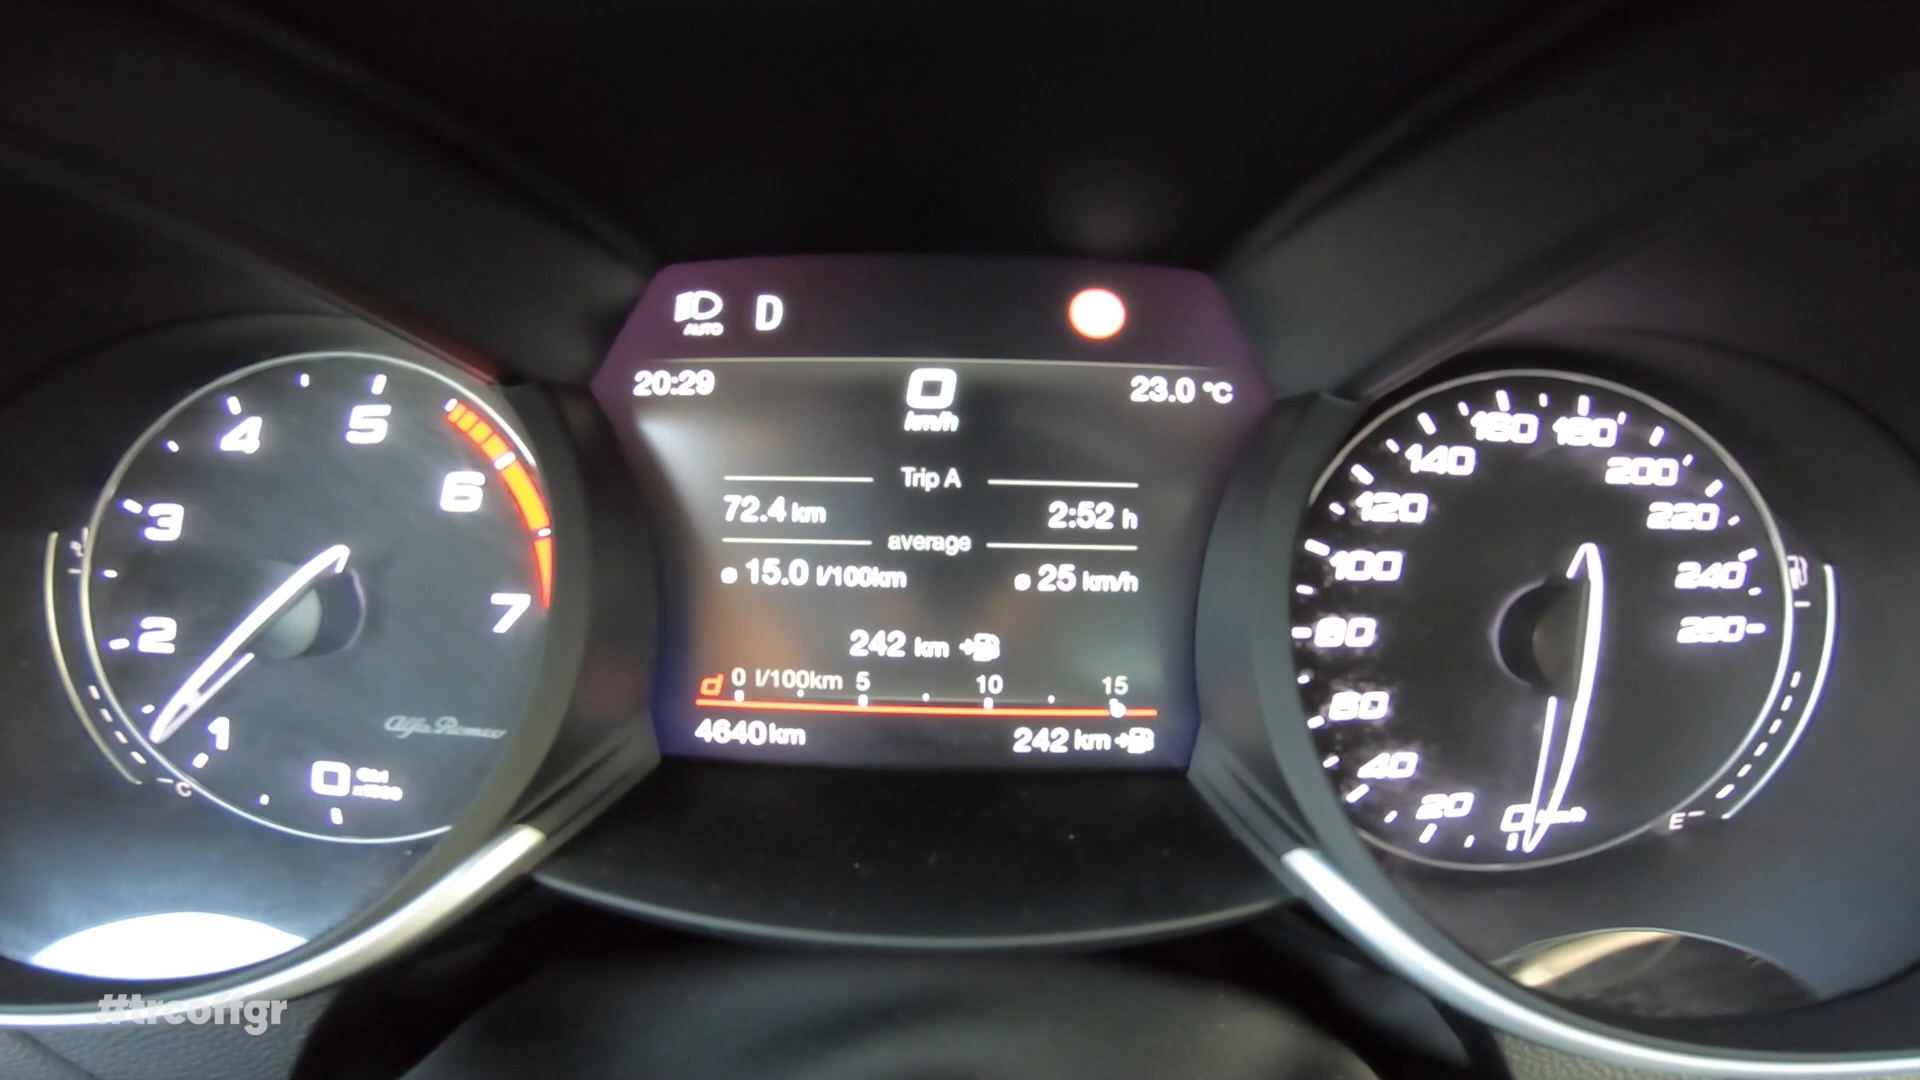 AUTO D
20:29 0 23.0 °C
km/h
Trip A
72.4 km 2:52 h
average
15.0 l/100km 25 km/h
242 km
0 l/100km 5 10 15
4640 km 242 km
1
2
3
4
5
6
7
0
Alfa Romeo
C
0
20
40
60
80
100
120
140
160
180
200
220
240
260
E
#trcoffgr